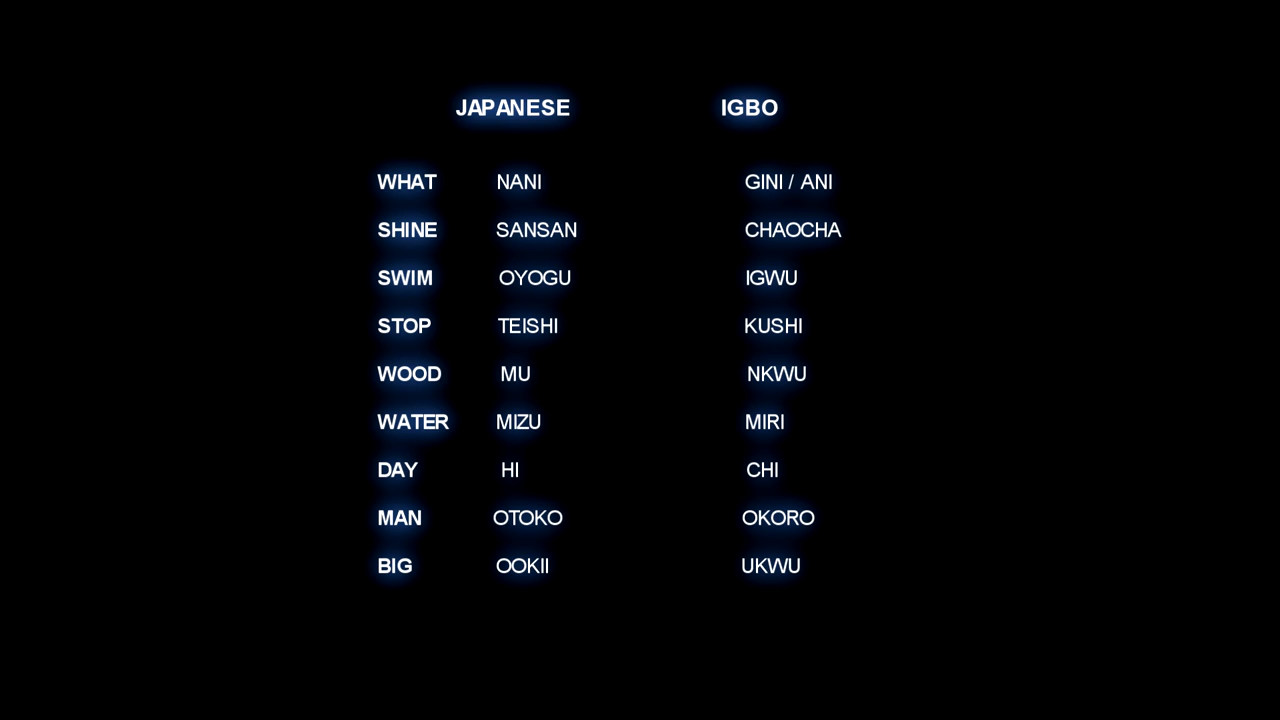 JAPANESE IGBO
WHAT NANI GINI / ANI
SHINE SANSAN CHAOCHA
SWIM OYOGU IGWU
STOP TEISHI KUSHI
WOOD MU NKWU
WATER MIZU MIRI
DAY HI CHI
MAN OTOKO OKORO
BIG OOKII UKWU